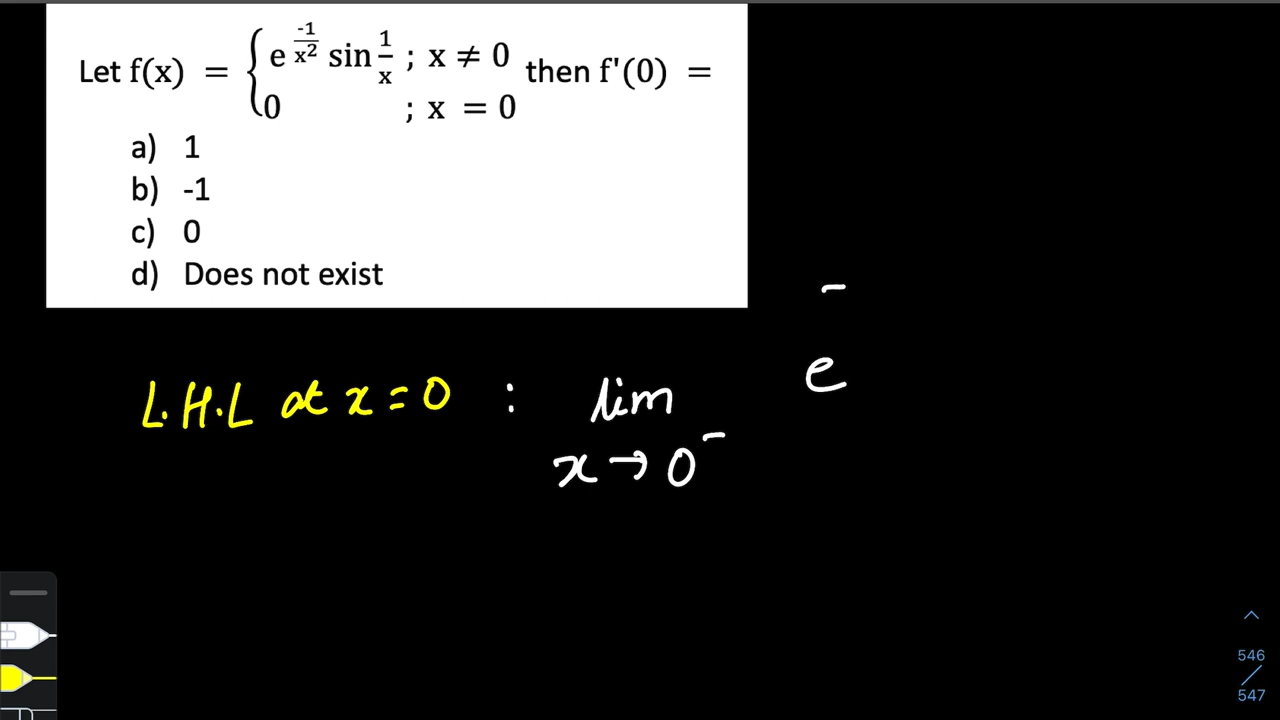 Let f(x) = { e^(-1/x²) sin 1/x ; x ≠ 0
0 ; x = 0
then f'(0) =
a) 1
b) -1
c) 0
d) Does not exist
L.H.L at x = 0 : lim e^-
x → 0⁻
546
547